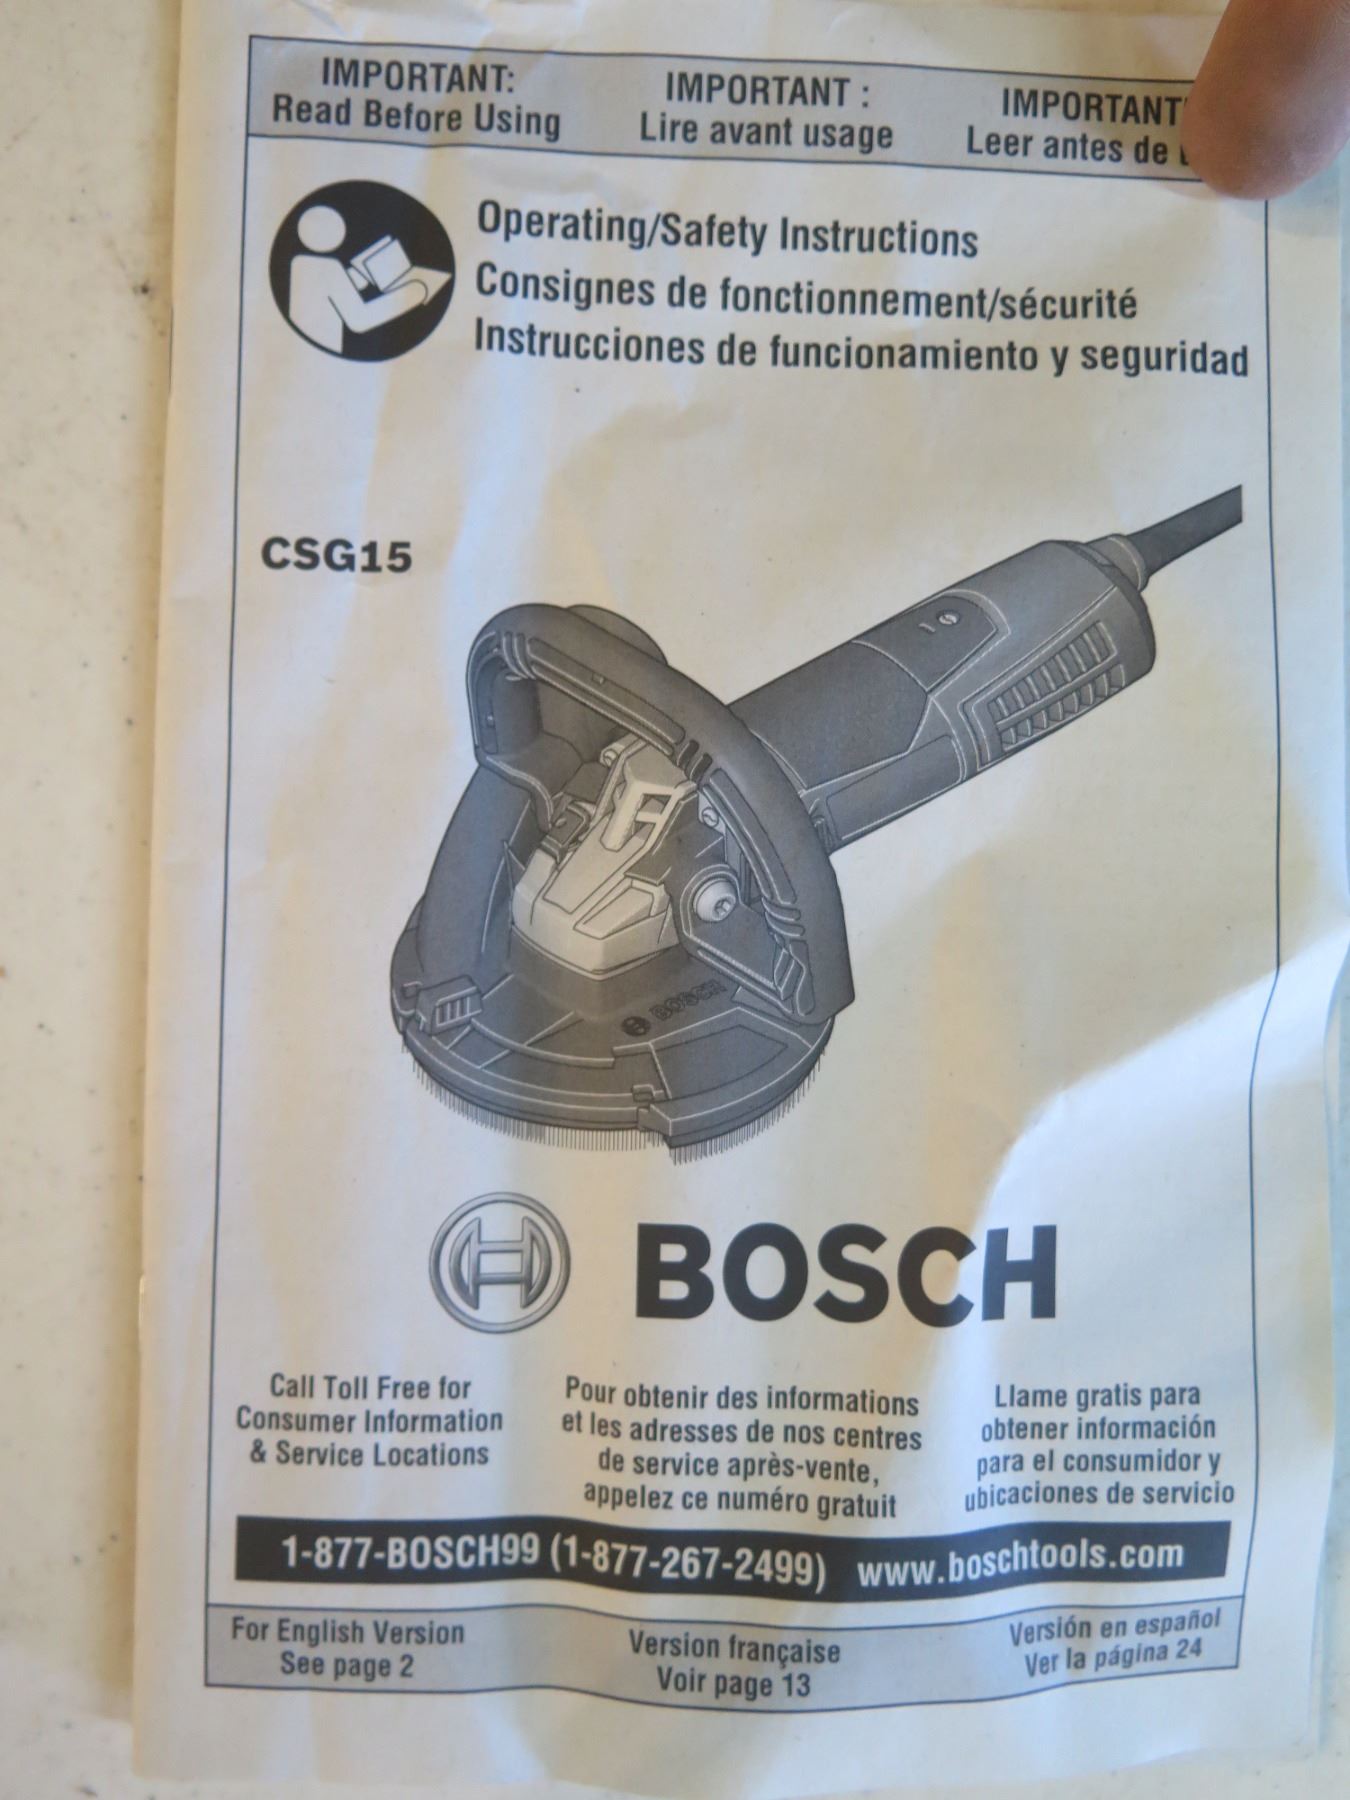 IMPORTANT:
Read Before Using
IMPORTANT :
Lire avant usage
IMPORTANT
Leer antes de
Operating/Safety Instructions
Consignes de fonctionnement/sécurité
Instrucciones de funcionamiento y seguridad
CSG15
BOSCH
BOSCH
Call Toll Free for
Consumer Information
& Service Locations
Pour obtenir des informations
et les adresses de nos centres
de service après-vente,
appelez ce numéro gratuit
Llame gratis para
obtener información
para el consumidor y
ubicaciones de servicio
1-877-BOSCH99 (1-877-267-2499) www.boschtools.com
For English Version
See page 2
Version française
Voir page 13
Versión en español
Ver la página 24